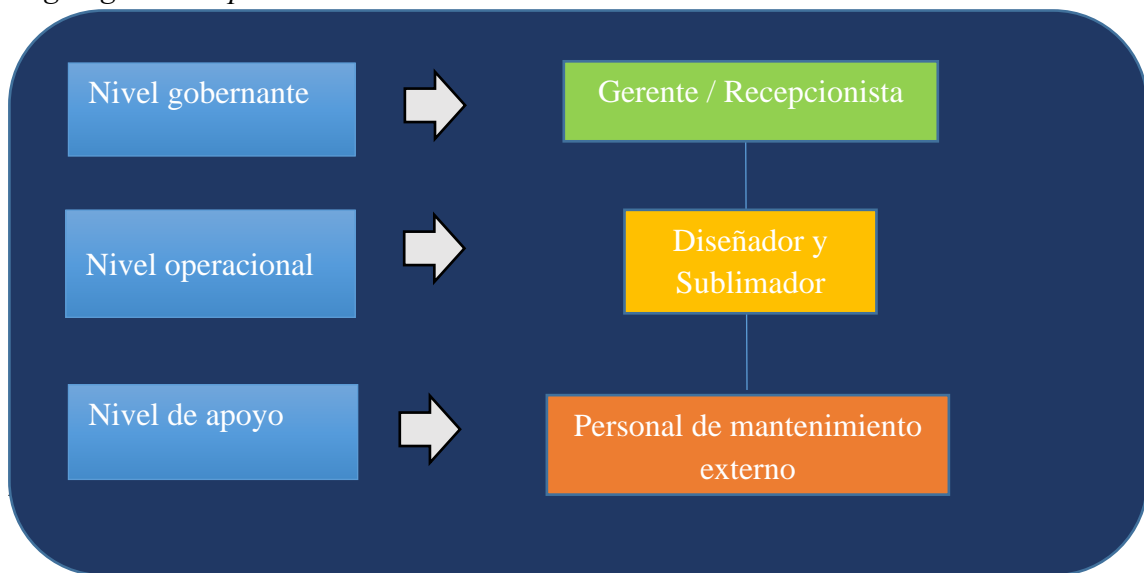 Nivel gobernante
Gerente / Recepcionista
Nivel operacional
Diseñador y
Sublimador
Nivel de apoyo
Personal de mantenimiento
externo